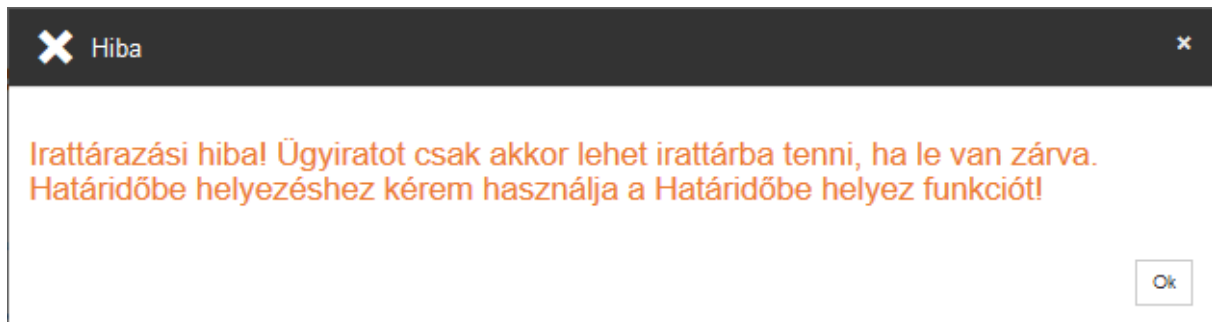 Hiba
Irattárazási hiba! Ügyiratot csak akkor lehet irattárba tenni, ha le van zárva.
Határidőbe helyezéshez kérem használja a Határidőbe helyez funkciót!
Ok